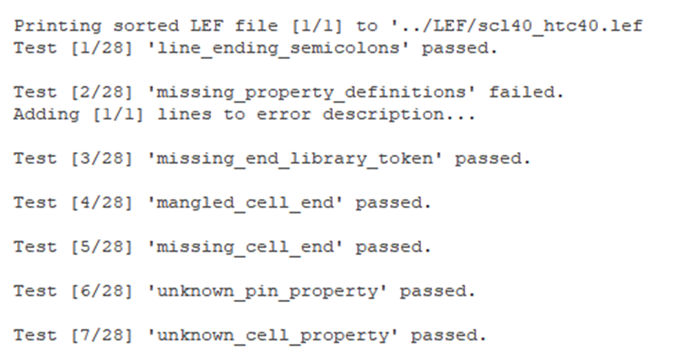 Printing sorted LEF file [1/1] to '../LEF/scl40_htc40.lef
Test [1/28] 'line_ending_semicolons' passed.
Test [2/28] 'missing_property_definitions' failed.
Adding [1/1] lines to error description...
Test [3/28] 'missing_end_library_token' passed.
Test [4/28] 'mangled_cell_end' passed.
Test [5/28] 'missing_cell_end' passed.
Test [6/28] 'unknown_pin_property' passed.
Test [7/28] 'unknown_cell_property' passed.